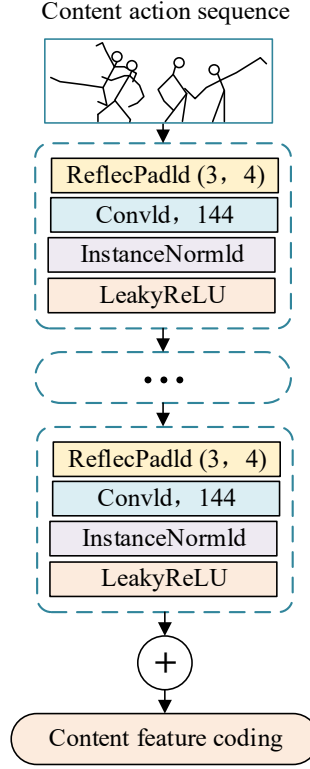 Content action sequence
ReflecPadld (3，4)
Convld，144
InstanceNormld
LeakyReLU
...
ReflecPadld (3，4)
Convld，144
InstanceNormld
LeakyReLU
+
Content feature coding